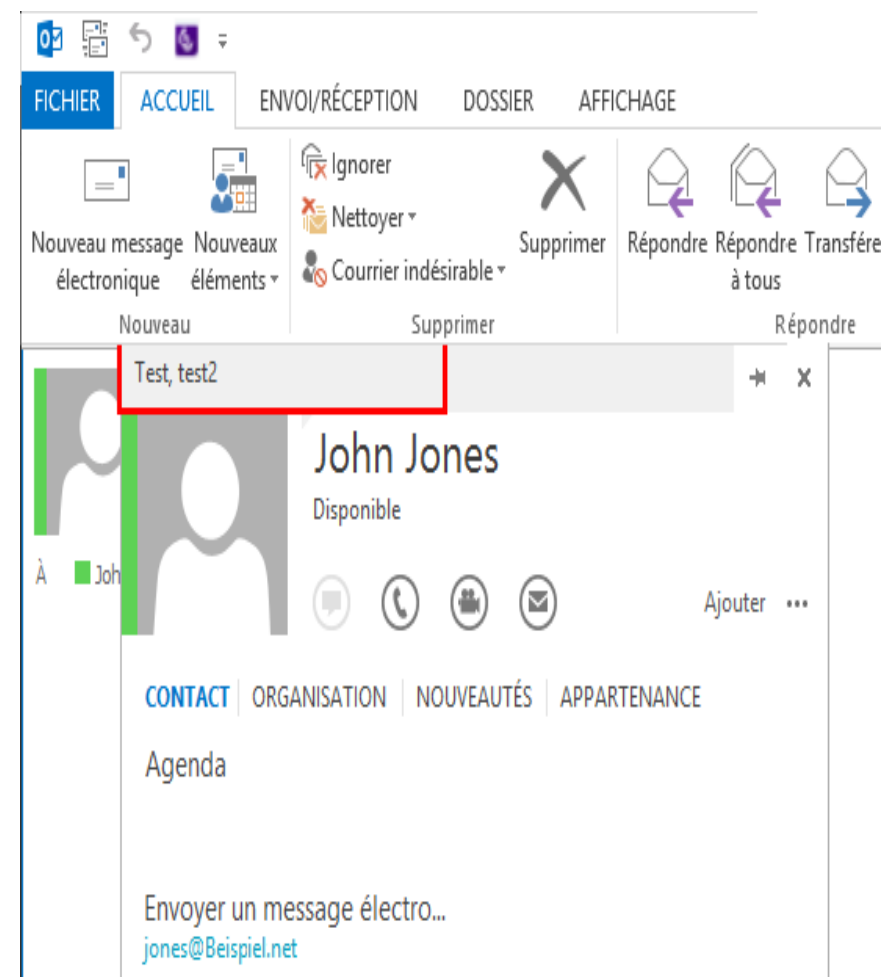 FICHIER ACCUEIL ENVOI/RÉCEPTION DOSSIER AFFICHAGE
Ignorer
Nettoyer
Courrier indésirable
Nouveau message
électronique
Nouveaux
éléments
Supprimer
Répondre
Répondre
à tous
Transfére
Nouveau
Supprimer
Répondre
Test, test2
John Jones
Disponible
À Joh
Ajouter
CONTACT ORGANISATION NOUVEAUTÉS APPARTENANCE
Agenda
Envoyer un message électro...
jones@Beispiel.net